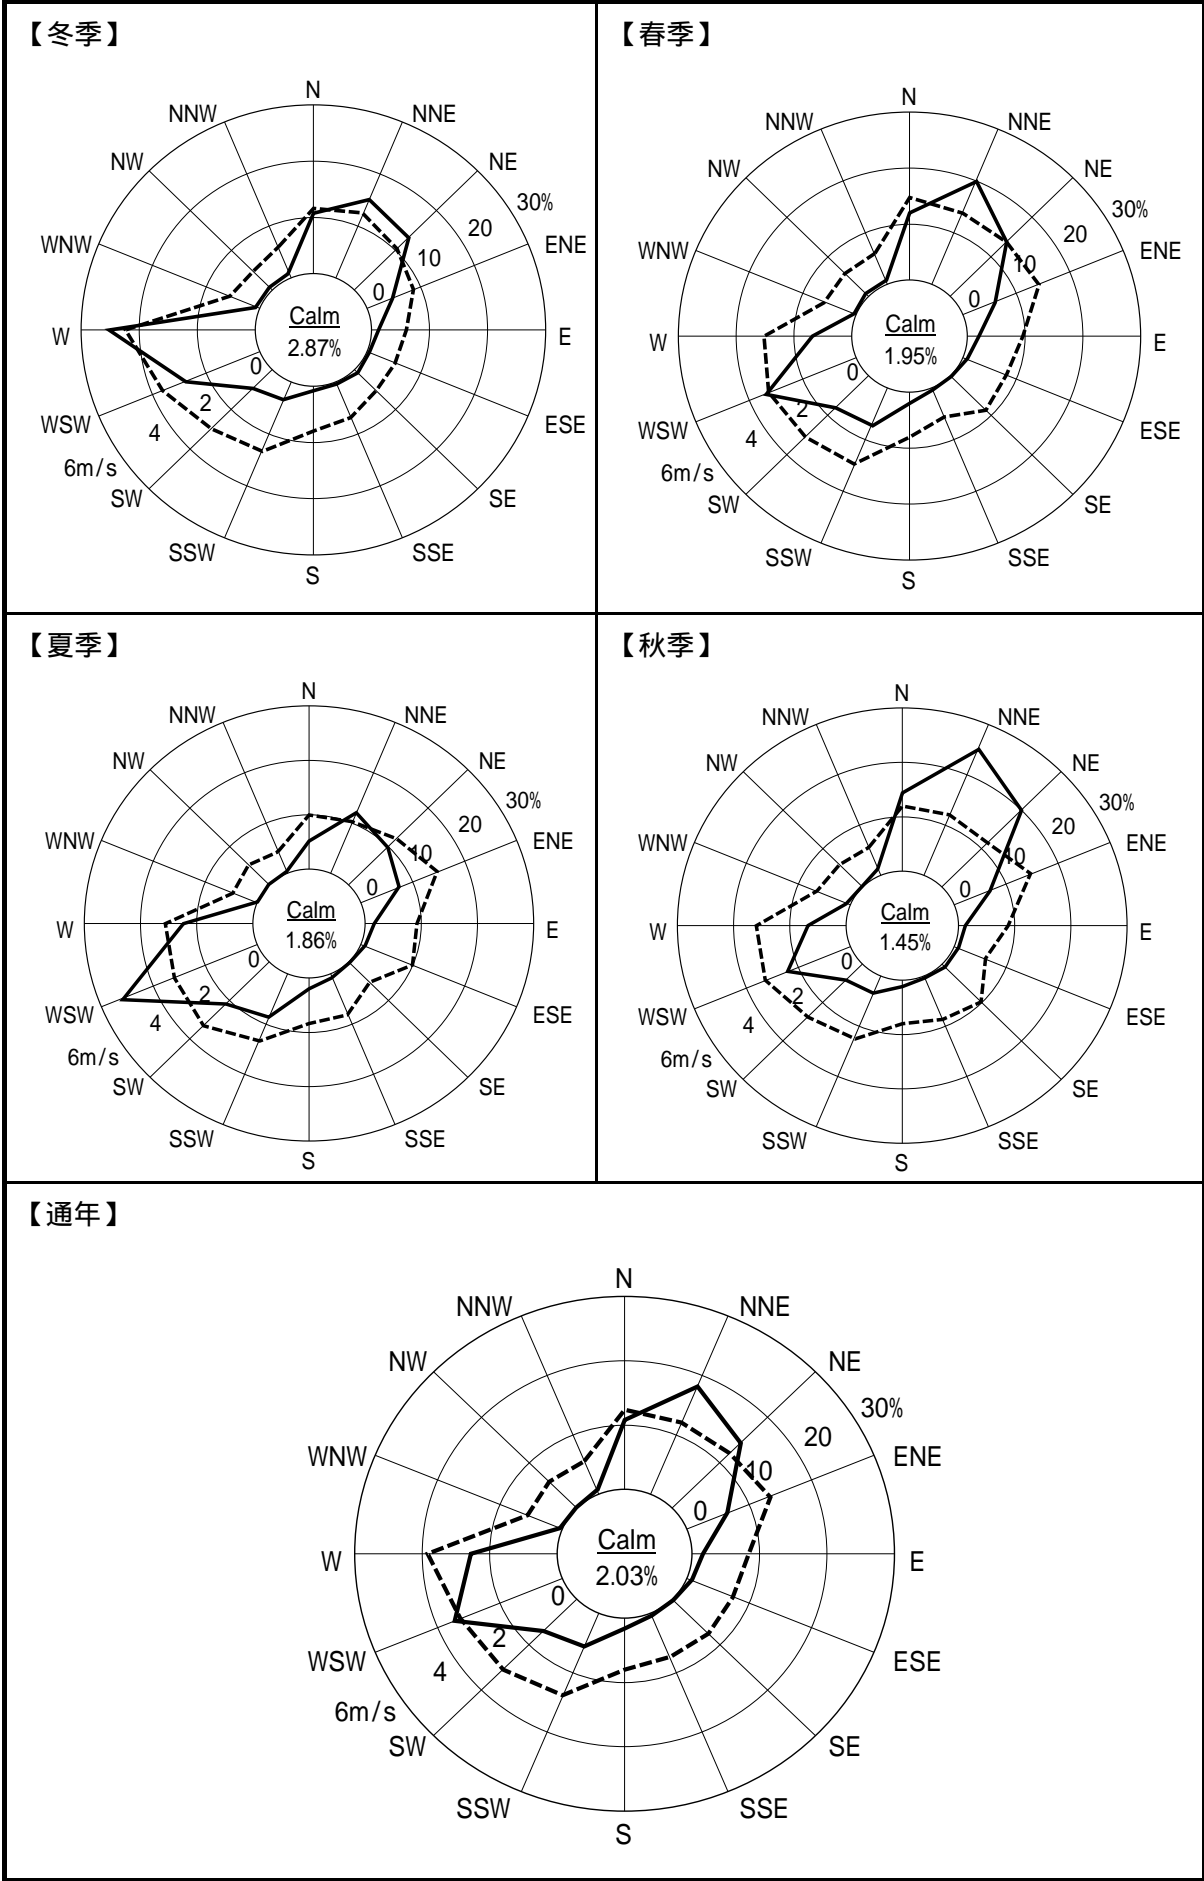 【冬季】
N
NNW
NNE
NW
NE
30%
20
WNW
ENE
10
0
Calm
W
2.87%
E
0
2
WSW
4
ESE
6m/s
SW
SE
SSW
SSE
S
【春季】
N
NNW
NNE
NW
NE
30%
20
WNW
ENE
10
0
Calm
W
1.95%
E
0
2
WSW
4
ESE
6m/s
SW
SE
SSW
SSE
S
【夏季】
N
NNW
NNE
NW
NE
30%
20
WNW
ENE
10
0
Calm
W
1.86%
E
0
2
WSW
4
ESE
6m/s
SW
SE
SSW
SSE
S
【秋季】
N
NNW
NNE
NW
NE
30%
20
WNW
ENE
10
0
Calm
W
1.45%
E
0
2
WSW
4
ESE
6m/s
SW
SE
SSW
SSE
S
【通年】
N
NNW
NNE
NW
NE
30%
20
WNW
ENE
10
0
Calm
W
2.03%
E
0
2
WSW
4
ESE
6m/s
SW
SE
SSW
SSE
S